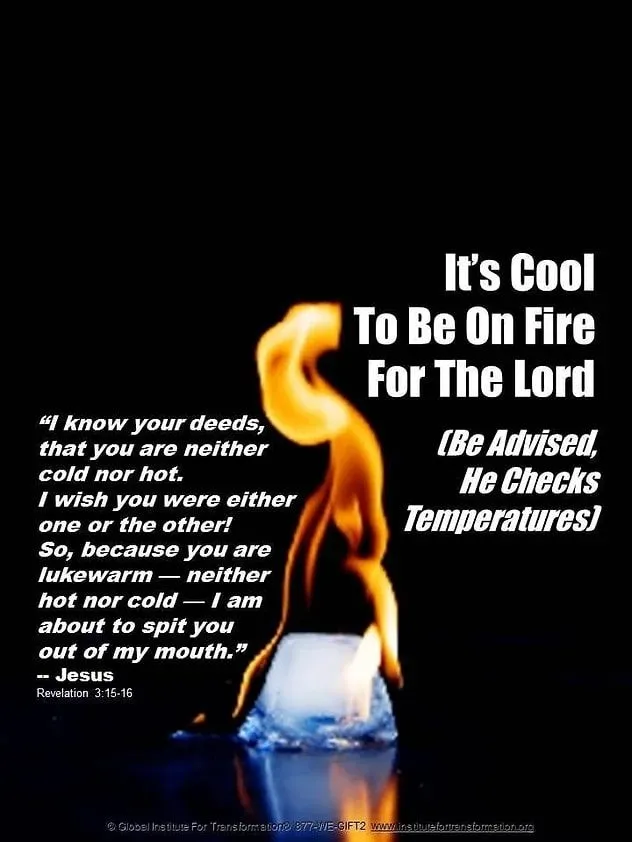 It's Cool
To Be On Fire
For The Lord
(Be Advised,
He Checks
Temperatures)
“I know your deeds,
that you are neither
cold nor hot.
I wish you were either
one or the other!
So, because you are
lukewarm — neither
hot nor cold — I am
about to spit you
out of my mouth.”
-- Jesus
Revelation 3:15-16
© Global Institute For Transformation® 877-WE-GIFT2 www.institutefortransformation.org